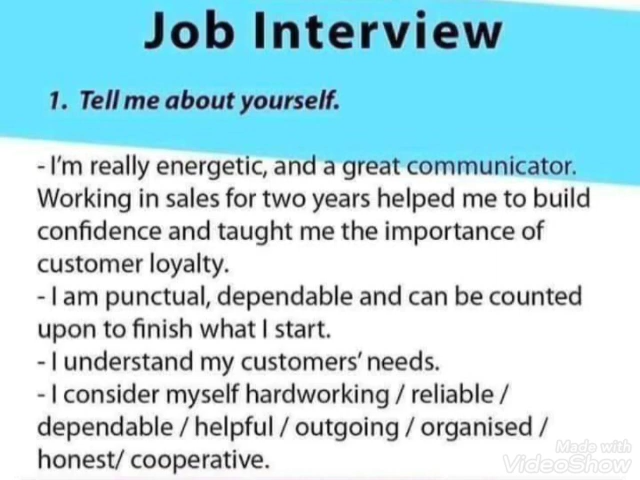 Job Interview
1. Tell me about yourself.
- I'm really energetic, and a great communicator.
Working in sales for two years helped me to build
confidence and taught me the importance of
customer loyalty.
- I am punctual, dependable and can be counted
upon to finish what I start.
- I understand my customers' needs.
- I consider myself hardworking / reliable /
dependable / helpful / outgoing / organised /
honest/ cooperative.
Made with
VideoShow